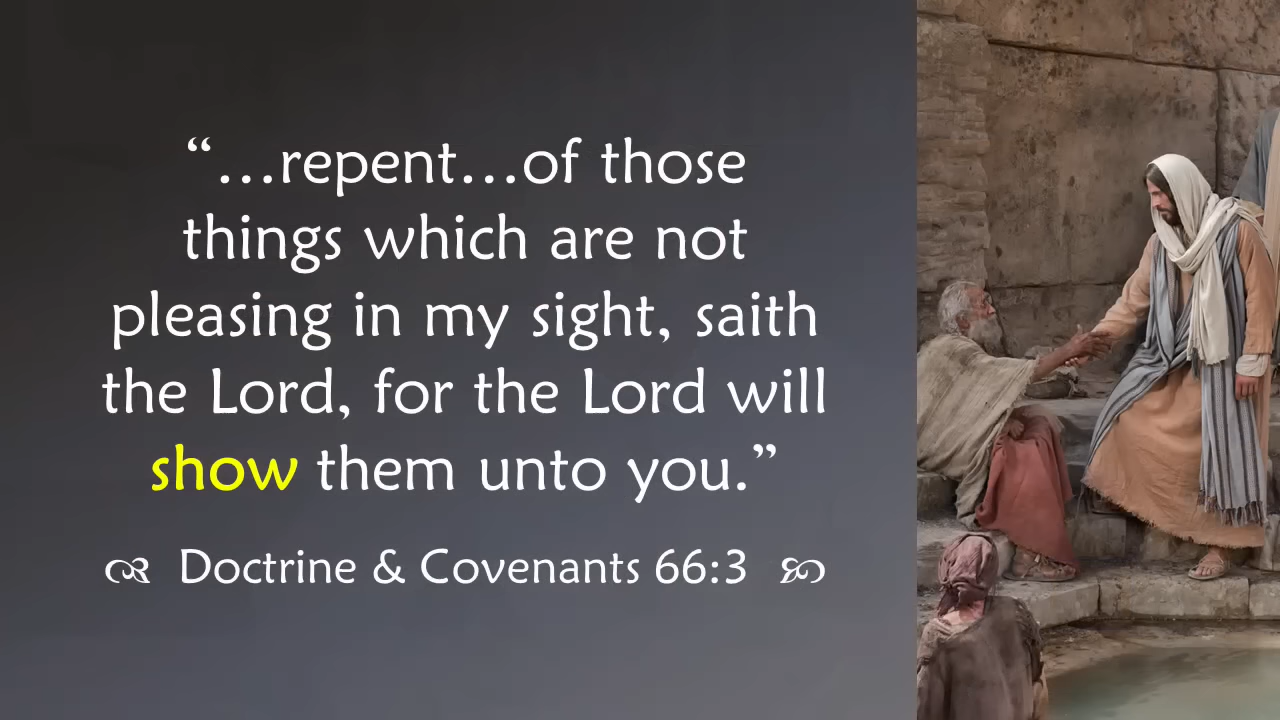 “…repent…of those
things which are not
pleasing in my sight, saith
the Lord, for the Lord will
show them unto you.”
Doctrine & Covenants 66:3